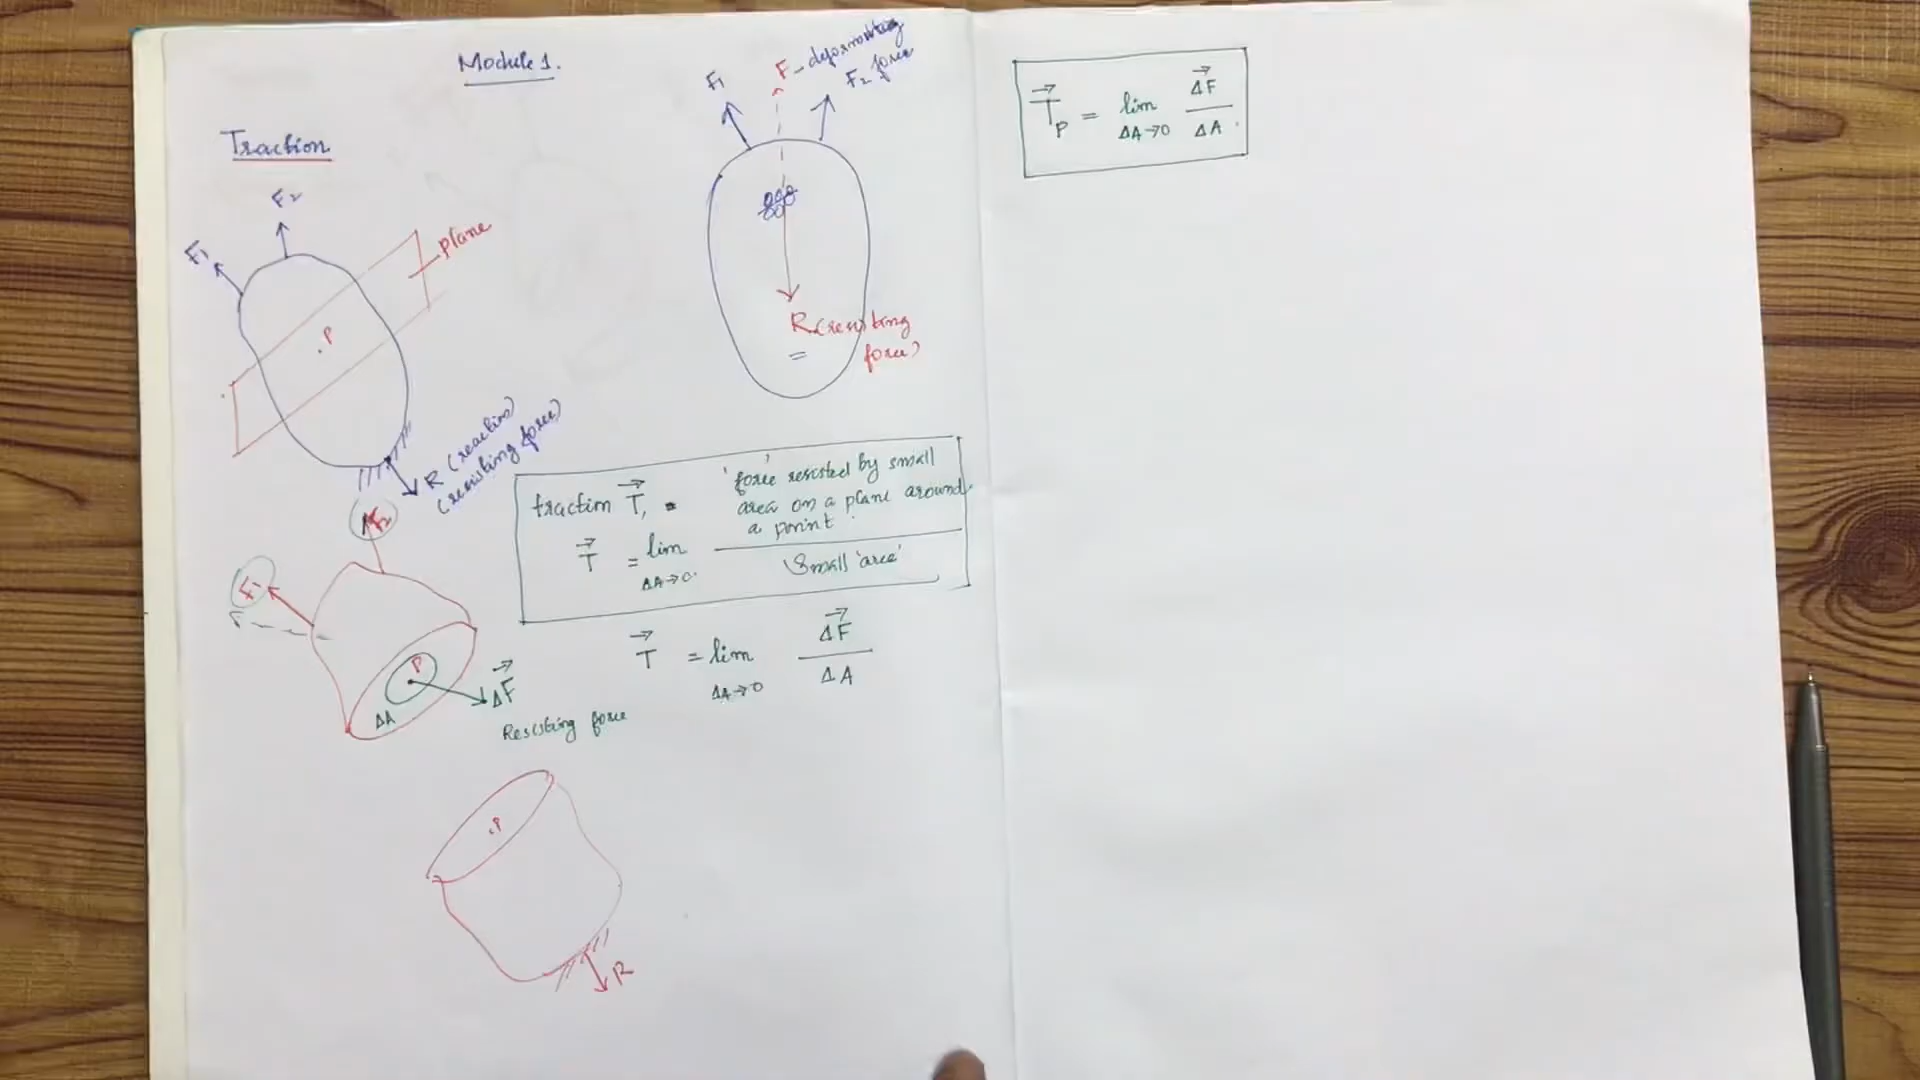 Module 1.
Traction
F₂
F₁
plane
P
R (reaction)
(resisting force)
F₁
F - deforming
F₂ force
R (resisting
force)
=
traction T⃗, =
'force' resisted by small
area on a plane around
a point.
T⃗ = lim
ΔA→0
Small 'area'
F₂
F₁
P
ΔA
ΔF⃗
Resisting force
T⃗ = lim ΔF⃗
ΔA→0 ΔA
.P
R
T⃗P = lim ΔF⃗
ΔA→0 ΔA.